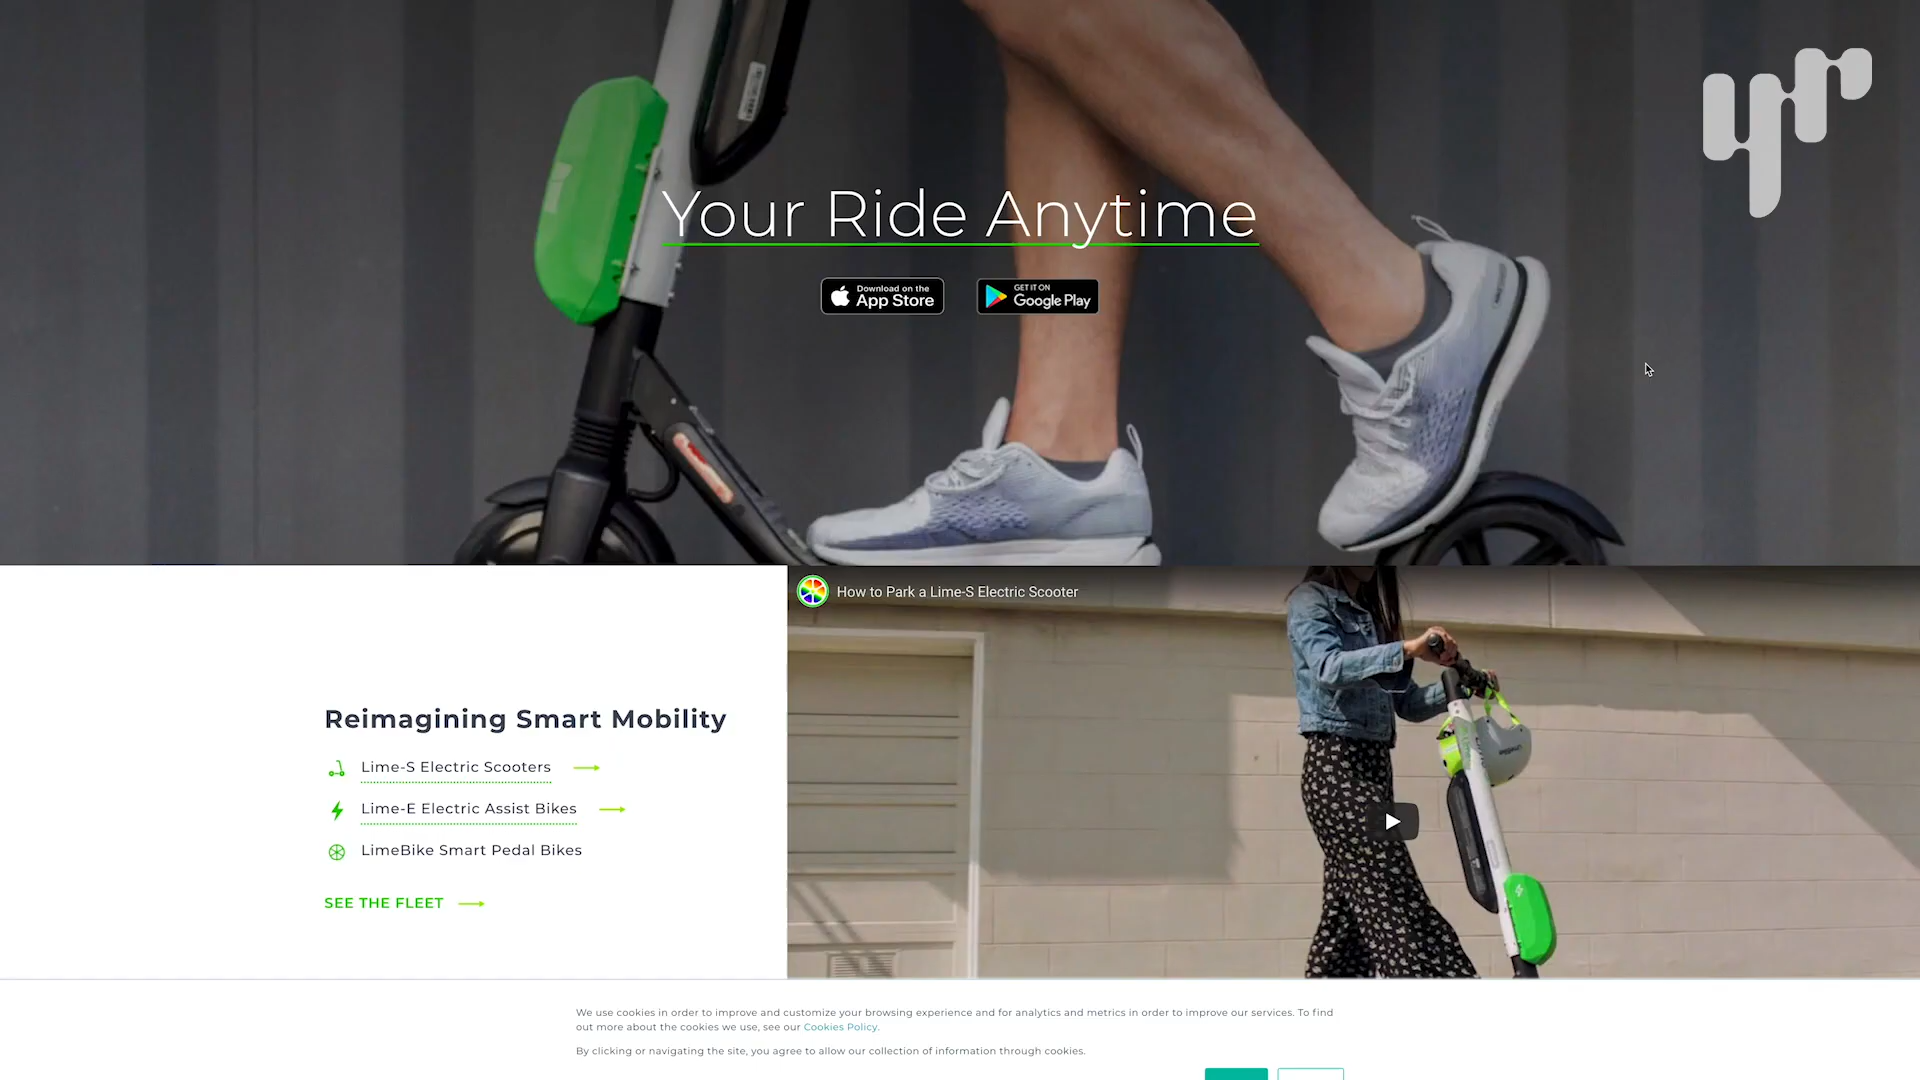 Your Ride Anytime
Download on the
App Store
GET IT ON
Google Play
How to Park a Lime-S Electric Scooter
Reimagining Smart Mobility
Lime-S Electric Scooters
Lime-E Electric Assist Bikes
LimeBike Smart Pedal Bikes
SEE THE FLEET
We use cookies in order to improve and customize your browsing experience and for analytics and metrics in order to improve our services. To find
out more about the cookies we use, see our Cookies Policy.
By clicking or navigating the site, you agree to allow our collection of information through cookies.